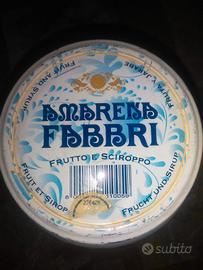 AMARENA
FABBRI
FRUTTO E SCIROPPO
FRUIT AND SYRUP
FRUIT ET SIROP
FRUCHT UND SIRUP
subito